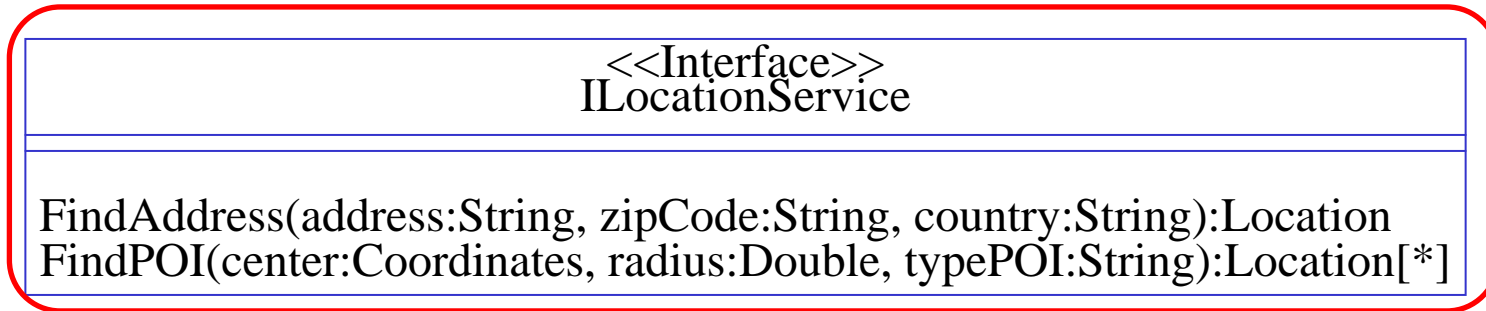 <<Interface>>
ILocationService
FindAddress(address:String, zipCode:String, country:String):Location
FindPOI(center:Coordinates, radius:Double, typePOI:String):Location[*]